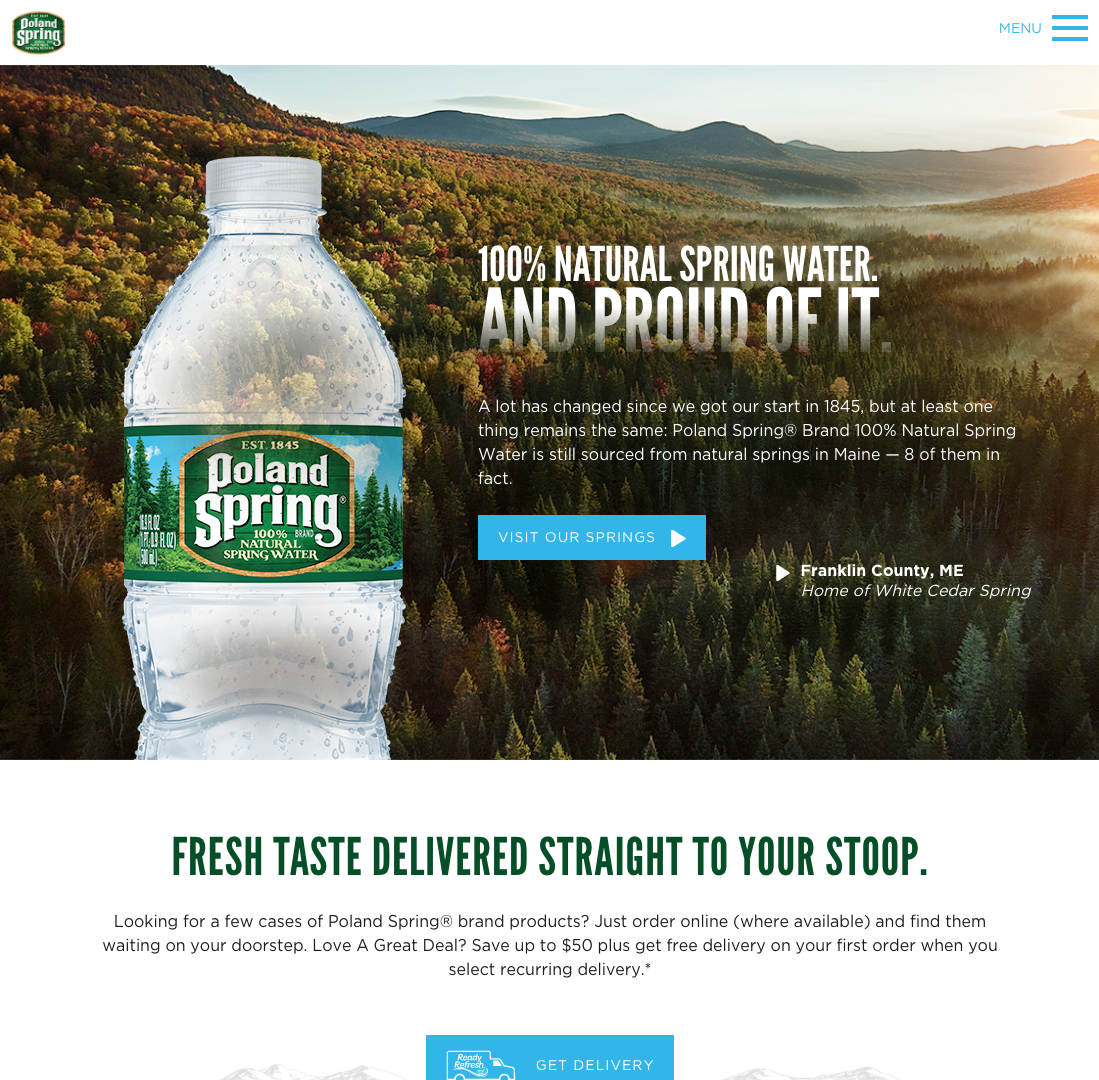 EST. 1845
Poland
Spring
MENU
100% NATURAL SPRING WATER.
AND PROUD OF IT.
A lot has changed since we got our start in 1845, but at least one
thing remains the same: Poland Spring® Brand 100% Natural Spring
Water is still sourced from natural springs in Maine — 8 of them in
fact.
VISIT OUR SPRINGS
Franklin County, ME
Home of White Cedar Spring
EST. 1845
Poland
Spring®
100% BRAND
NATURAL
SPRING WATER
16.9 FL OZ
(1 PT. 0.9 FL OZ)
(500 mL)
FRESH TASTE DELIVERED STRAIGHT TO YOUR STOOP.
Looking for a few cases of Poland Spring® brand products? Just order online (where available) and find them
waiting on your doorstep. Love A Great Deal? Save up to $50 plus get free delivery on your first order when you
select recurring delivery.*
Ready
Refresh
GET DELIVERY